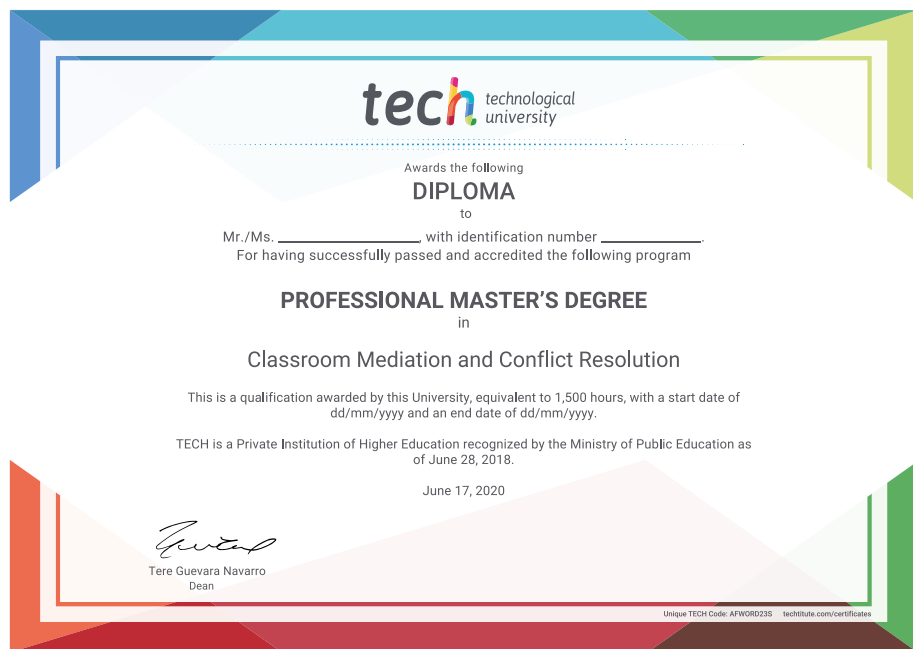 tech technological
university
Awards the following
DIPLOMA
to
Mr./Ms. ____________________, with identification number ______________.
For having successfully passed and accredited the following program
PROFESSIONAL MASTER'S DEGREE
in
Classroom Mediation and Conflict Resolution
This is a qualification awarded by this University, equivalent to 1,500 hours, with a start date of
dd/mm/yyyy and an end date of dd/mm/yyyy.
TECH is a Private Institution of Higher Education recognized by the Ministry of Public Education as
of June 28, 2018.
June 17, 2020
Tere Guevara Navarro
Dean
Unique TECH Code: AFWORD23S techtitute.com/certificates